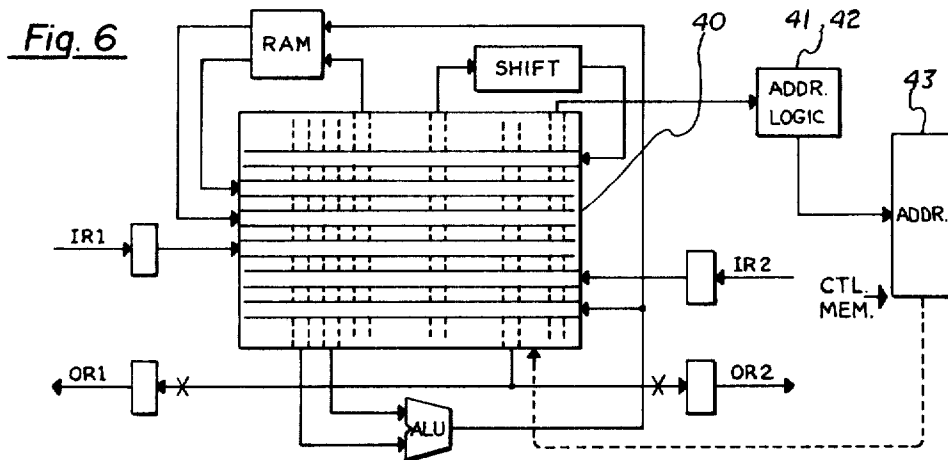 Fig. 6
RAM
SHIFT
40
41 42
ADDR.
LOGIC
43
ADDR.
IR1
IR2
CTL.
MEM.
OR1
OR2
ALU